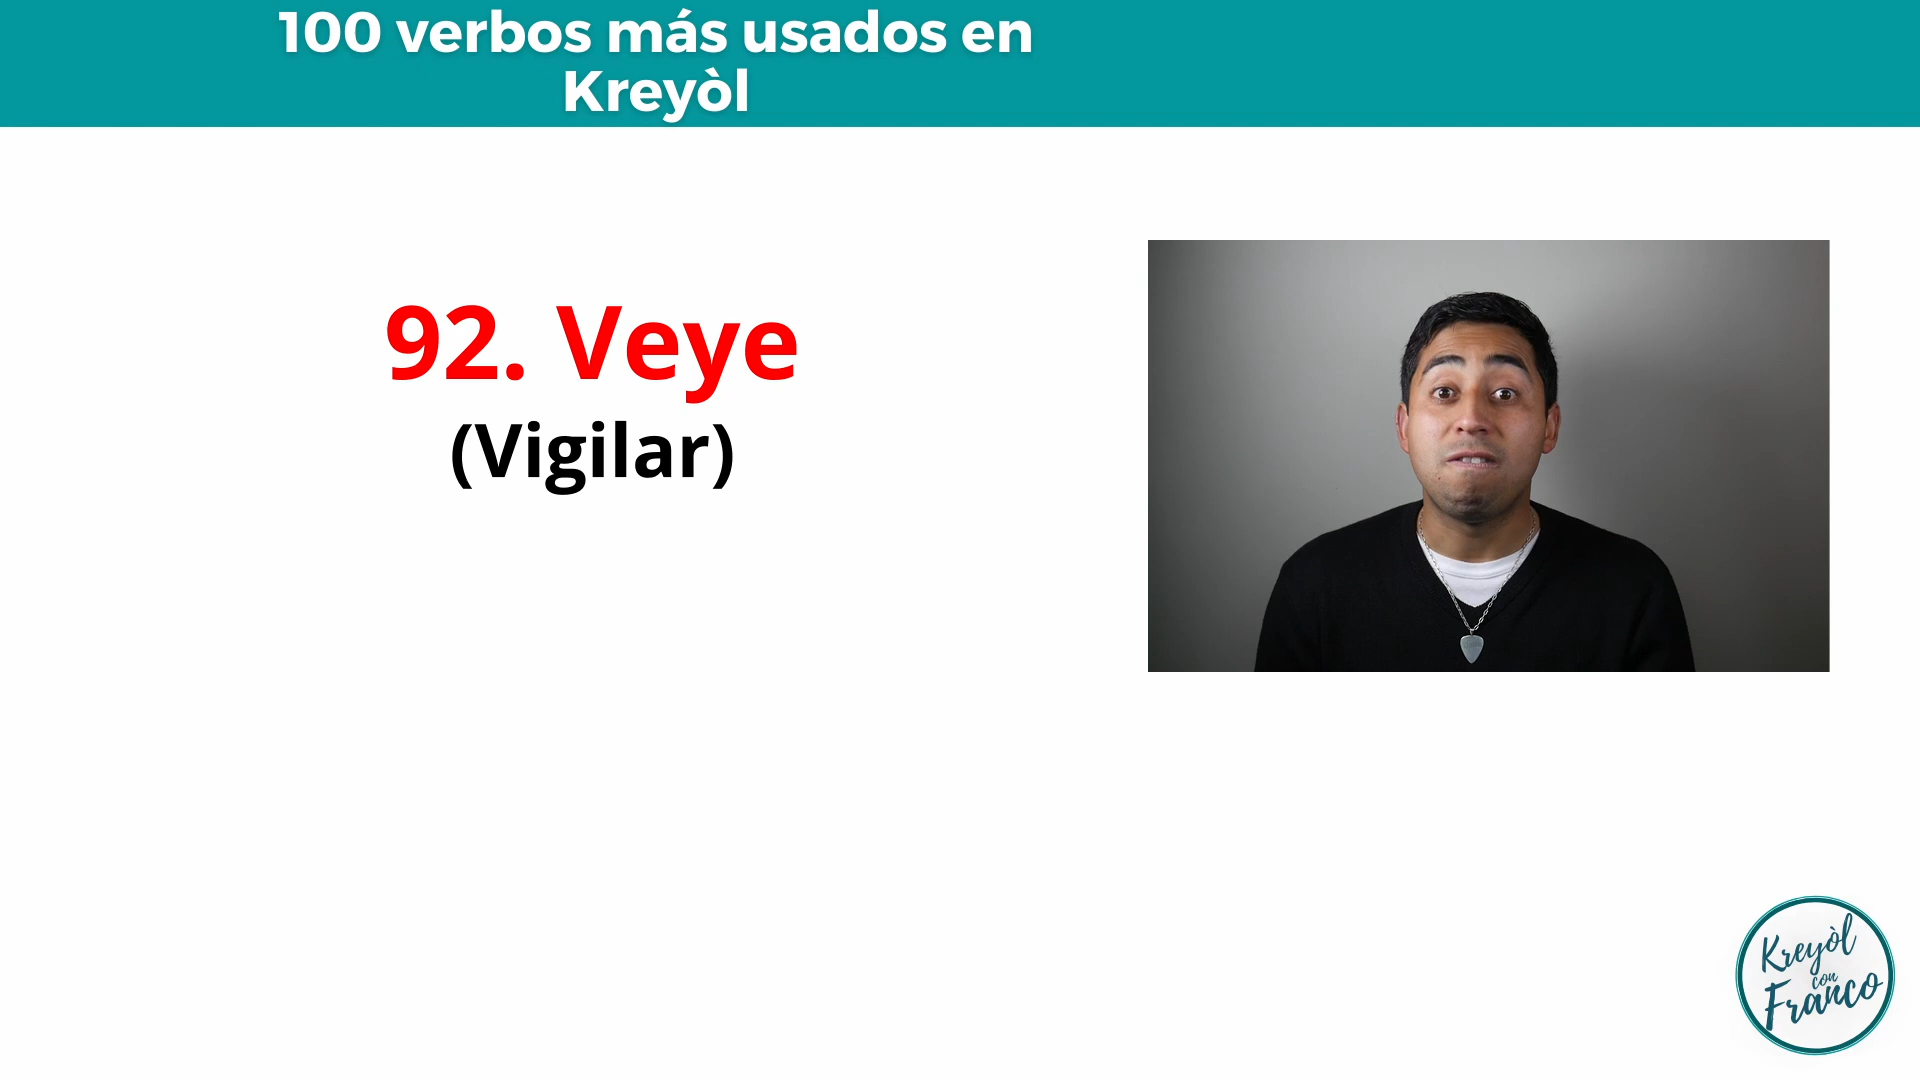 100 verbos más usados en
Kreyòl
92. Veye
(Vigilar)
Kreyòl
con
Franco